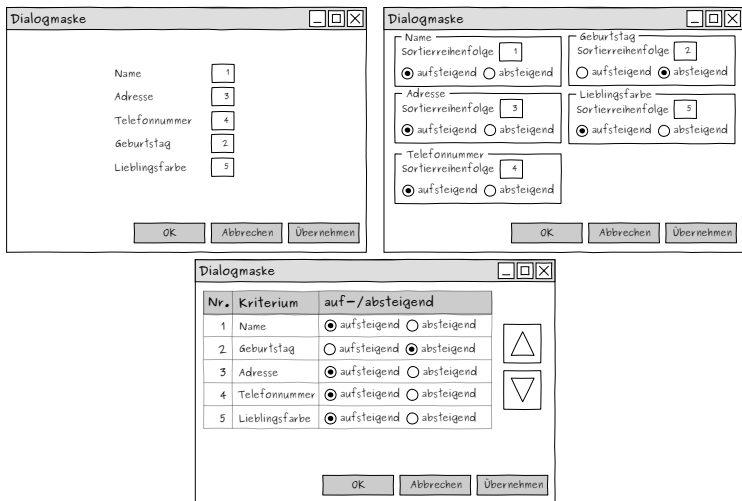 Dialogmaske
Name 1
Adresse 3
Telefonnummer 4
Geburtstag 2
Lieblingsfarbe 5
OK Abbrechen Übernehmen
Dialogmaske
Name
Sortierreihenfolge 1
aufsteigend absteigend
Geburtstag
Sortierreihenfolge 2
aufsteigend absteigend
Adresse
Sortierreihenfolge 3
aufsteigend absteigend
Lieblingsfarbe
Sortierreihenfolge 5
aufsteigend absteigend
Telefonnummer
Sortierreihenfolge 4
aufsteigend absteigend
OK Abbrechen Übernehmen
Dialogmaske
Nr. Kriterium auf-/absteigend
1 Name aufsteigend absteigend
2 Geburtstag aufsteigend absteigend
3 Adresse aufsteigend absteigend
4 Telefonnummer aufsteigend absteigend
5 Lieblingsfarbe aufsteigend absteigend
OK Abbrechen Übernehmen